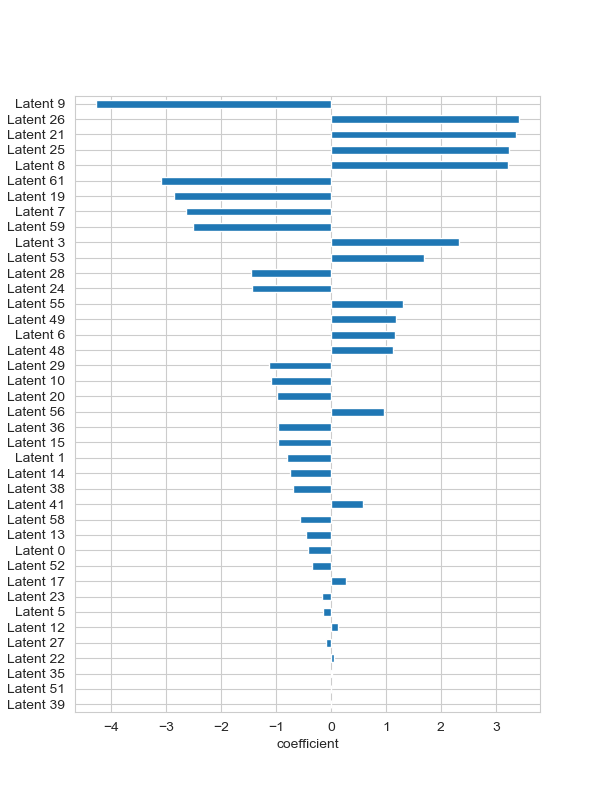 Latent 9
Latent 26
Latent 21
Latent 25
Latent 8
Latent 61
Latent 19
Latent 7
Latent 59
Latent 3
Latent 53
Latent 28
Latent 24
Latent 55
Latent 49
Latent 6
Latent 48
Latent 29
Latent 10
Latent 20
Latent 56
Latent 36
Latent 15
Latent 1
Latent 14
Latent 38
Latent 41
Latent 58
Latent 13
Latent 0
Latent 52
Latent 17
Latent 23
Latent 5
Latent 12
Latent 27
Latent 22
Latent 35
Latent 51
Latent 39
−4 −3 −2 −1 0 1 2 3
coefficient